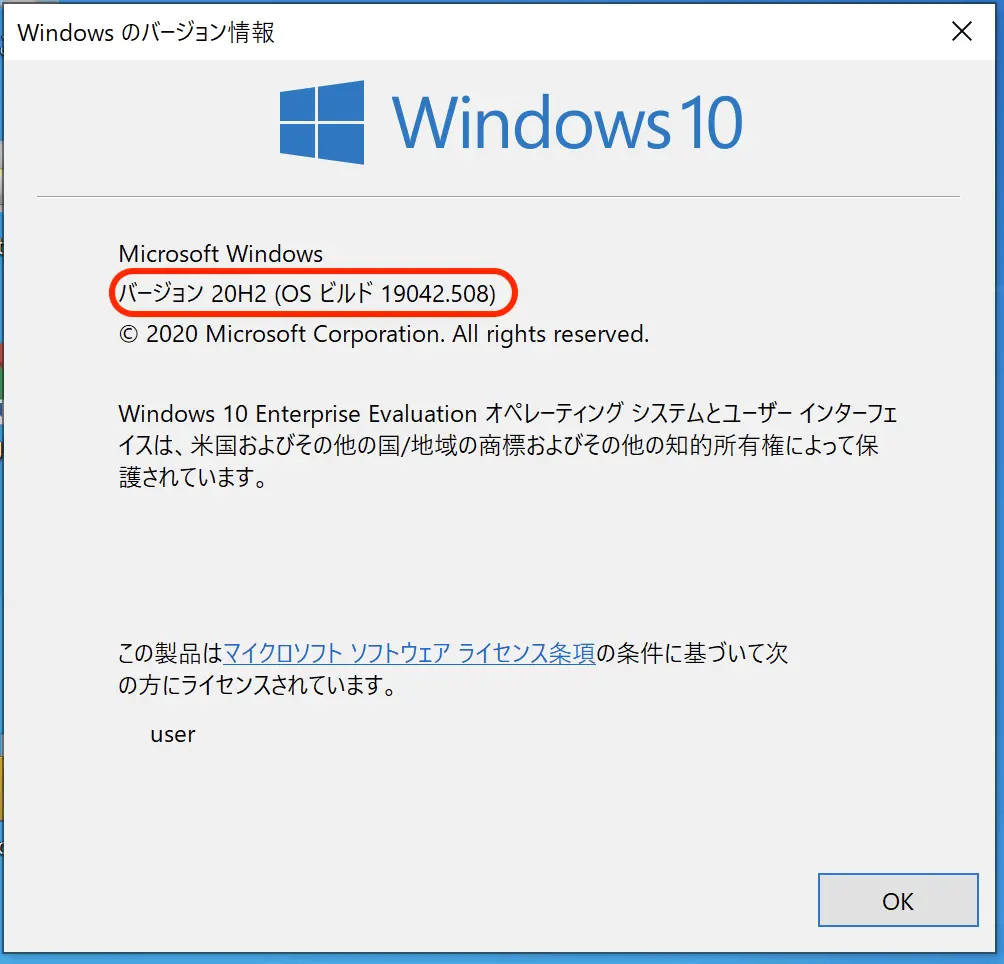 Windows のバージョン情報
Windows 10
Microsoft Windows
バージョン 20H2 (OS ビルド 19042.508)
© 2020 Microsoft Corporation. All rights reserved.
Windows 10 Enterprise Evaluation オペレーティング システムとユーザー インターフェ
イスは、米国およびその他の国/地域の商標およびその他の知的所有権によって保
護されています。
この製品はマイクロソフト ソフトウェア ライセンス条項の条件に基づいて次
の方にライセンスされています。
user
OK